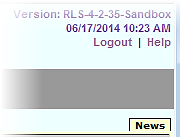 Version: RLS-4-2-35-Sandbox
06/17/2014 10:23 AM
Logout | Help
News